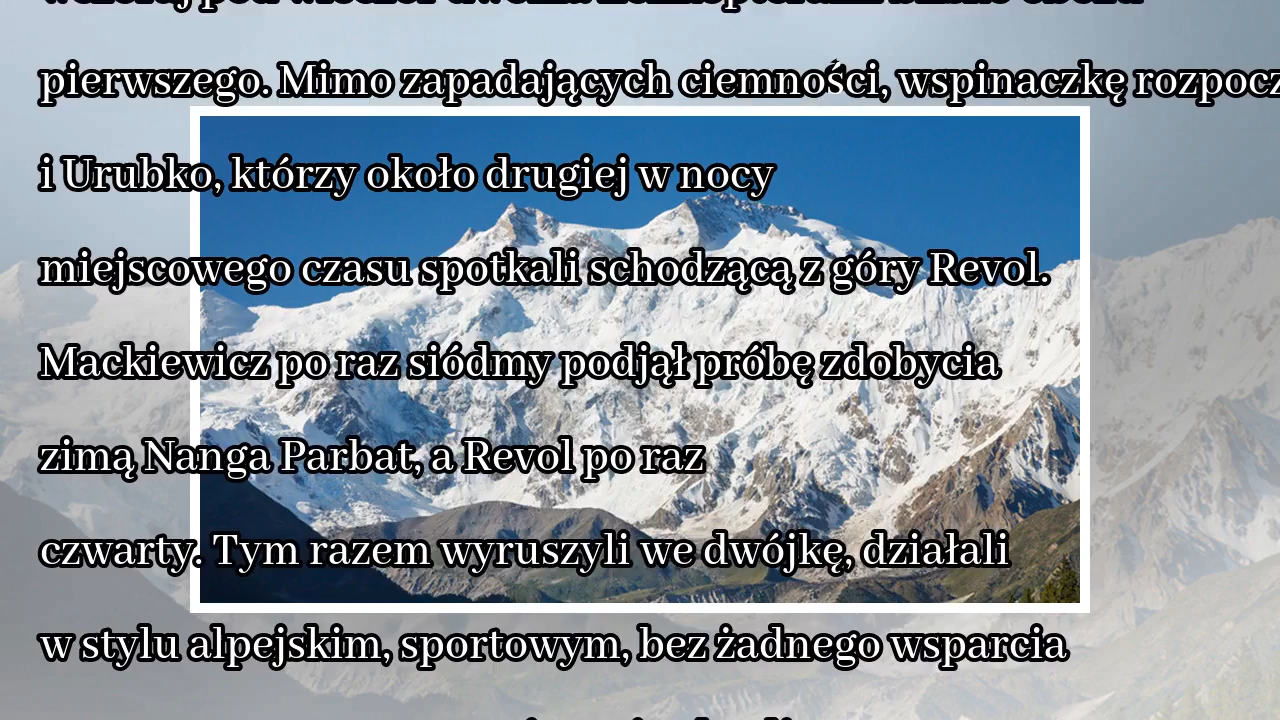 pierwszego. Mimo zapadających ciemności, wspinaczkę
i Urubko, którzy około drugiej w nocy
miejscowego czasu spotkali schodzącą z góry Revol.
Mackiewicz po raz siódmy podjął próbę zdobycia
zimą Nanga Parbat, a Revol po raz
czwarty. Tym razem wyruszyli we dwójkę, działali
w stylu alpejskim, sportowym, bez żadnego wsparcia